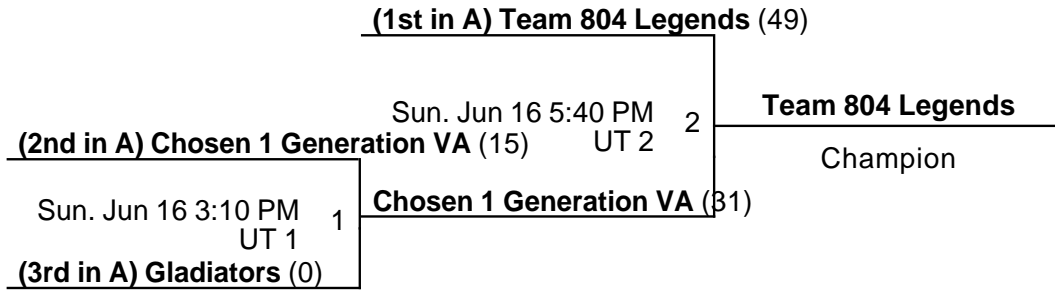 (1st in A) Team 804 Legends (49)
Sun. Jun 16 5:40 PM
UT 2
2
Team 804 Legends
Champion
(2nd in A) Chosen 1 Generation VA (15)
Sun. Jun 16 3:10 PM
UT 1
1
Chosen 1 Generation VA (31)
(3rd in A) Gladiators (0)